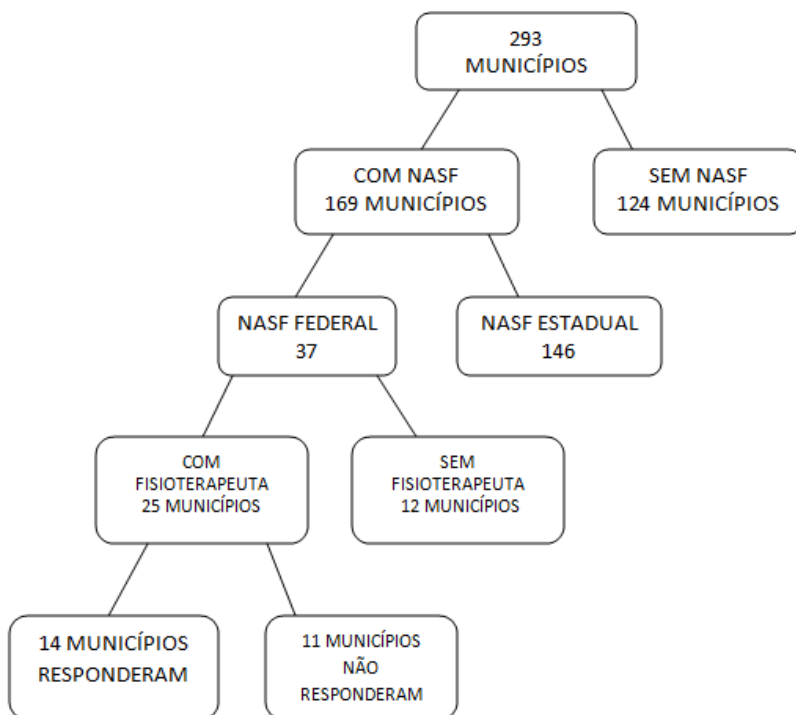 293
MUNICÍPIOS
COM NASF
169 MUNICÍPIOS
SEM NASF
124 MUNICÍPIOS
NASF FEDERAL
37
NASF ESTADUAL
146
COM
FISIOTERAPEUTA
25 MUNICÍPIOS
SEM
FISIOTERAPEUTA
12 MUNICÍPIOS
14 MUNICÍPIOS
RESPONDERAM
11 MUNICÍPIOS
NÃO
RESPONDERAM